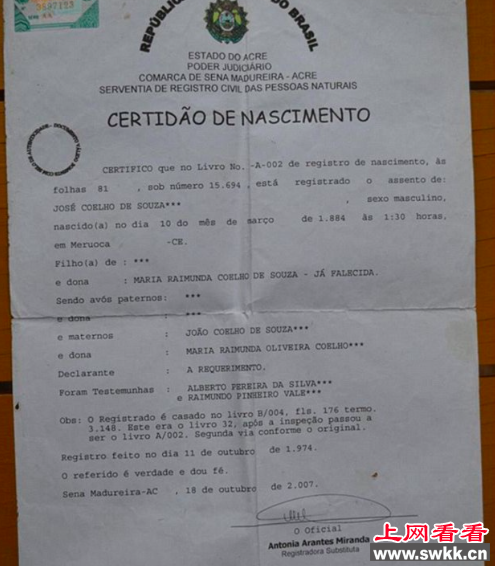 3897123
REPÚBLICA DO BRASIL
ESTADO DO ACRE
PODER JUDICIÁRIO
COMARCA DE SENA MADUREIRA - ACRE
SERVENTIA DE REGISTRO CIVIL DAS PESSOAS NATURAIS
CERTIDÃO DE NASCIMENTO
CERTIFICO que no Livro No. -A-002 de registro de nascimento, às
folhas 81 , sob número 15.694 , está registrado o assento de:
JOSÉ COELHO DE SOUZA*** , sexo masculino,
nascido(a) no dia 10 do mês de março de 1.884 às 1:30 horas,
em Meruoca -CE.
Filho(a) de : ***
e dona : MARIA RAIMUNDA COELHO DE SOUZA - JÁ FALECIDA.
Sendo avós paternos: ***
e dona : ***
e maternos : JOÃO COELHO DE SOUZA***
e dona : MARIA RAIMUNDA OLIVEIRA COELHO***
Declarante : A REQUERIMENTO.
Foram Testemunhas : ALBERTO PEREIRA DA SILVA***
e RAIMUNDO PINHEIRO VALE***
Obs: O Registrado é casado no livro B/004, fls. 176 termo.
3.148. Este era o livro 32, após a inspeção passou a
ser o livro A/002. Segunda via conforme o original.
Registro feito no dia 11 de outubro de 1.974.
O referido é verdade e dou fé.
Sena Madureira-AC , 18 de outubro de 2.007.
O Oficial
Antonia Arantes Miranda
Registradora Substituta
上网看看
www.swkk.cn